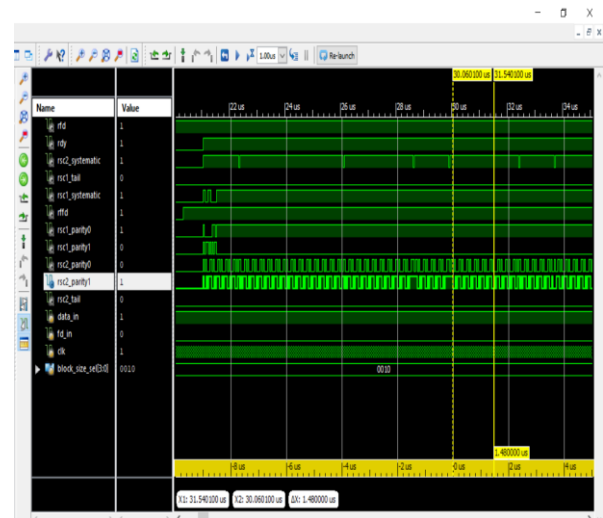 1.00us Re-launch
30.060100 us 31.540100 us
Name Value
22 us 24 us 26 us 28 us 30 us 32 us 34 us
rfd 1
rdy 1
rsc2_systematic 1
rsc1_tail 0
rsc1_systematic 1
rffd 1
rsc1_parity0 1
rsc1_parity1 0
rsc2_parity0 0
rsc2_parity1 1
rsc2_tail 0
data_in 1
fd_in 0
clk 1
block_size_sel[3:0] 0010 0010
1.480000 us
-8 us -6 us -4 us -2 us 0 us 2 us 4 us
X1: 31.540100 us X2: 30.060100 us ΔX: 1.480000 us